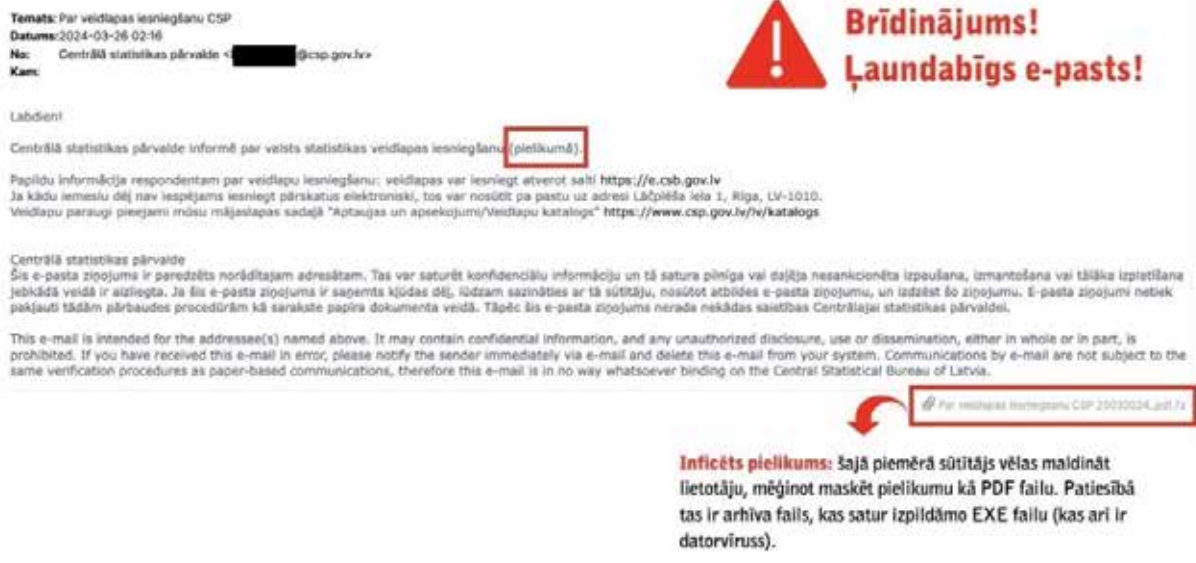 Temats: Par veidlapas iesniegšanu CSP
Datums:2024-03-26 02:16
No: Centrālā statistikas pārvalde < @csp.gov.lv>
Kam:
Brīdinājums!
Ļaundabīgs e-pasts!
Labdien!
Centrālā statistikas pārvalde informē par valsts statistikas veidlapas iesniegšanu (pielikumā).
Papildu informācija respondentam par veidlapu iesniegšanu: veidlapas var iesniegt atverot saiti https://e.csb.gov.lv
Ja kādu iemeslu dēļ nav iespējams iesniegt pārskatus elektroniski, tos var nosūtīt pa pastu uz adresi Lāčplēša iela 1, Rīga, LV-1010.
Veidlapu paraugi pieejami mūsu mājaslapas sadaļā "Aptaujas un apsekojumi/Veidlapu katalogs" https://www.csp.gov.lv/lv/katalogs
Centrālā statistikas pārvalde
Šis e-pasta ziņojums ir paredzēts norādītajam adresātam. Tas var saturēt konfidenciālu informāciju un tā satura pilnīga vai daļēja nesankcionēta izpaušana, izmantošana vai tālāka izplatīšana
jebkādā veidā ir aizliegta. Ja šis e-pasta ziņojums ir saņemts kļūdas dēļ, lūdzam sazināties ar tā sūtītāju, nosūtot atbildes e-pasta ziņojumu, un izdzēst šo ziņojumu. E-pasta ziņojumi netiek
pakļauti tādām pārbaudes procedūrām kā sarakste papīra dokumenta veidā. Tāpēc šis e-pasta ziņojums nerada nekādas saistības Centrālajai statistikas pārvaldei.
This e-mail is intended for the addressee(s) named above. It may contain confidential information, and any unauthorized disclosure, use or dissemination, either in whole or in part, is
prohibited. If you have received this e-mail in error, please notify the sender immediately via e-mail and delete this e-mail from your system. Communications by e-mail are not subject to the
same verification procedures as paper-based communications, therefore this e-mail is in no way whatsoever binding on the Central Statistical Bureau of Latvia.
Par veidlapas iesniegsanu CSP
Inficēts pielikums: šajā piemērā sūtītājs vēlas maldināt
lietotāju, mēģinot maskēt pielikumu kā PDF failu. Patiesībā
tas ir arhīva fails, kas satur izpildāmo EXE failu (kas arī ir
datorvīruss).